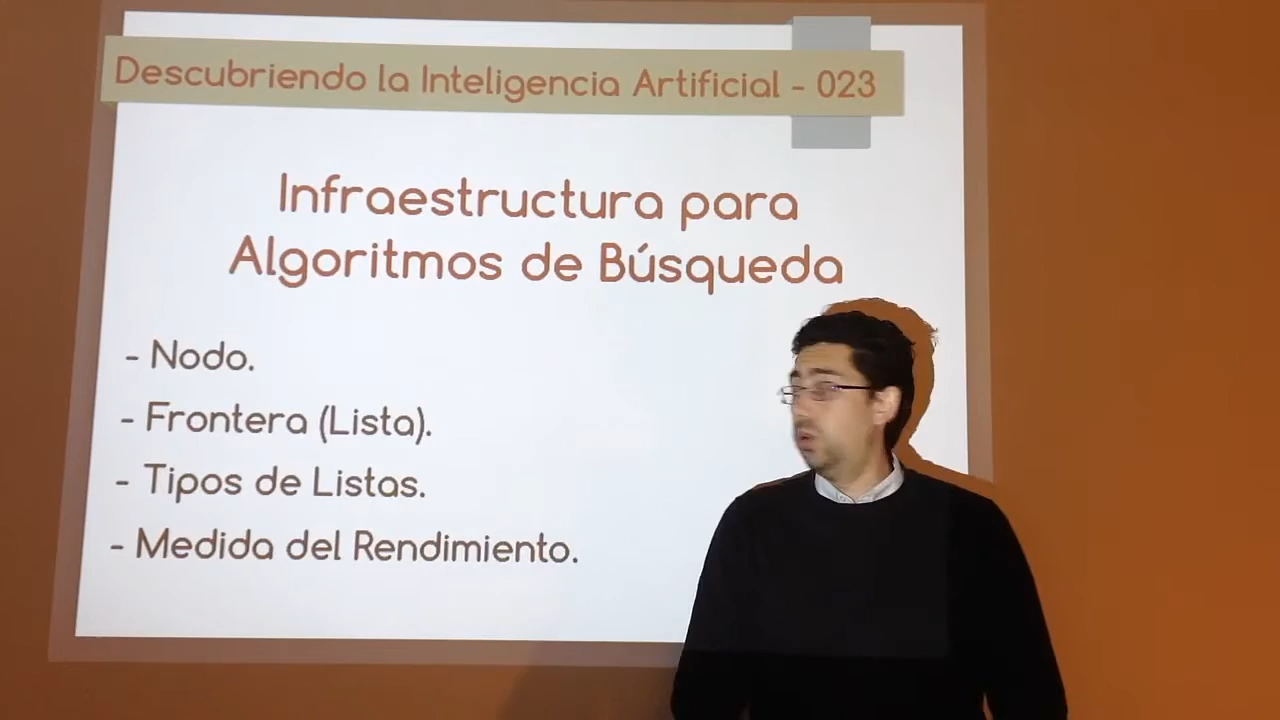 Descubriendo la Inteligencia Artificial - 023
Infraestructura para
Algoritmos de Búsqueda
- Nodo.
- Frontera (Lista).
- Tipos de Listas.
- Medida del Rendimiento.